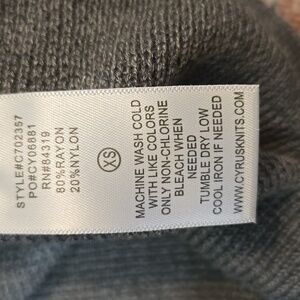 STYLE#C702357
PO#CY06881
RN#84319
80%RAYON
20%NYLON
XS
MACHINE WASH COLD
WITH LIKE COLORS
ONLY NON-CHLORINE
BLEACH WHEN
NEEDED
TUMBLE DRY LOW
COOL IRON IF NEEDED
WWW.CYRUSKNITS.COM